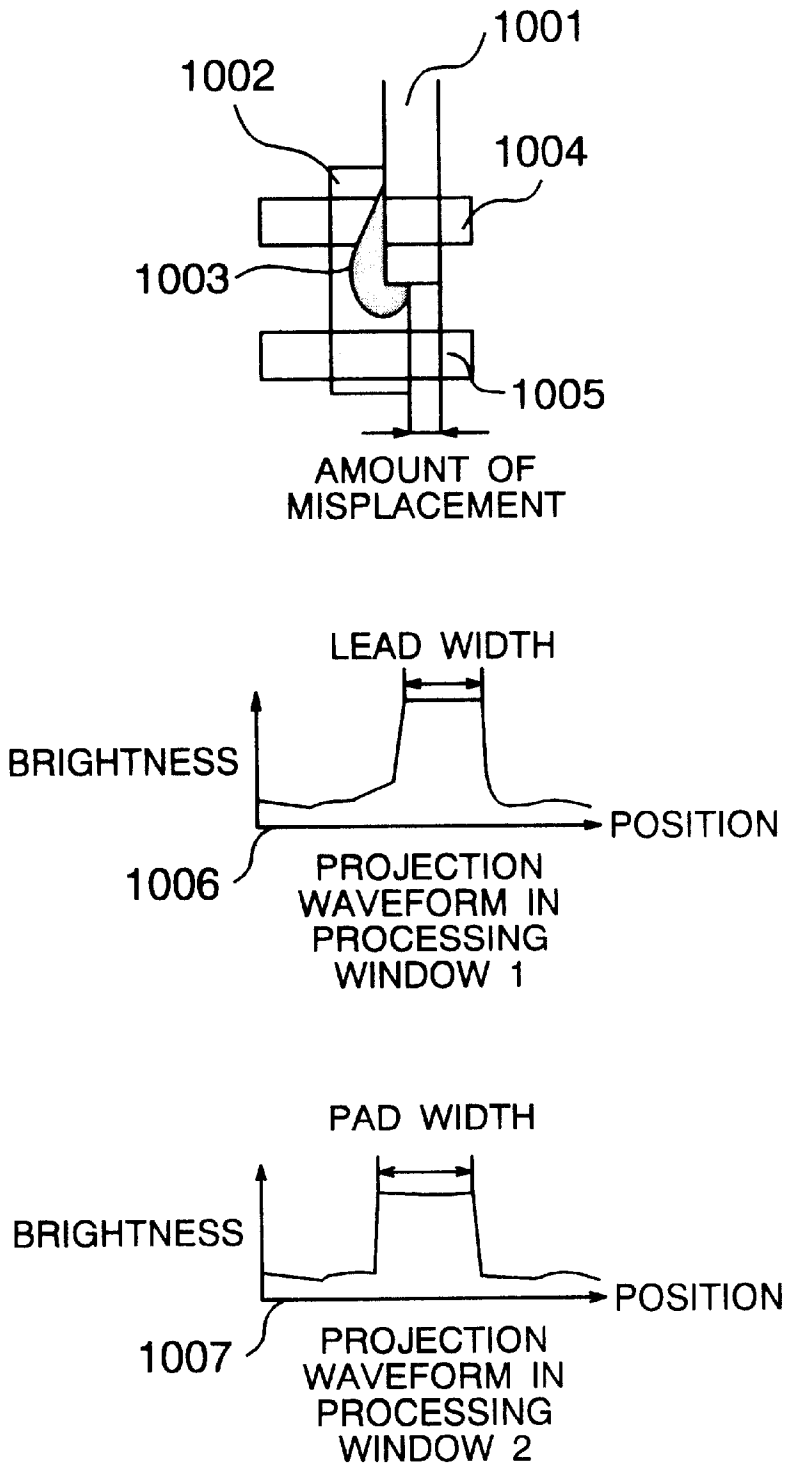 1001
1002
1004
1003
1005
AMOUNT OF
MISPLACEMENT
LEAD WIDTH
BRIGHTNESS
POSITION
1006
PROJECTION
WAVEFORM IN
PROCESSING
WINDOW 1
PAD WIDTH
BRIGHTNESS
POSITION
1007
PROJECTION
WAVEFORM IN
PROCESSING
WINDOW 2